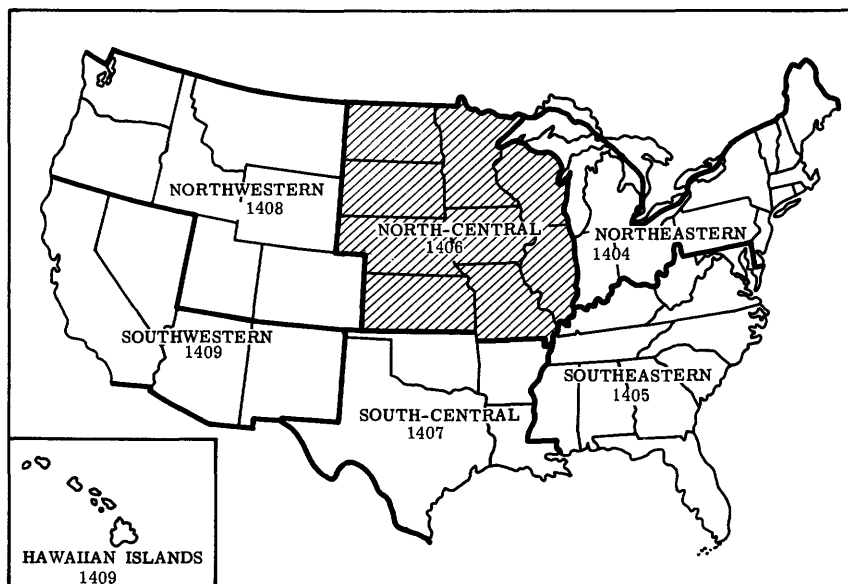 NORTHWESTERN
1408
NORTH-CENTRAL
1406
NORTHEASTERN
1404
SOUTHWESTERN
1409
SOUTH-CENTRAL
1407
SOUTHEASTERN
1405
HAWAIIAN ISLANDS
1409